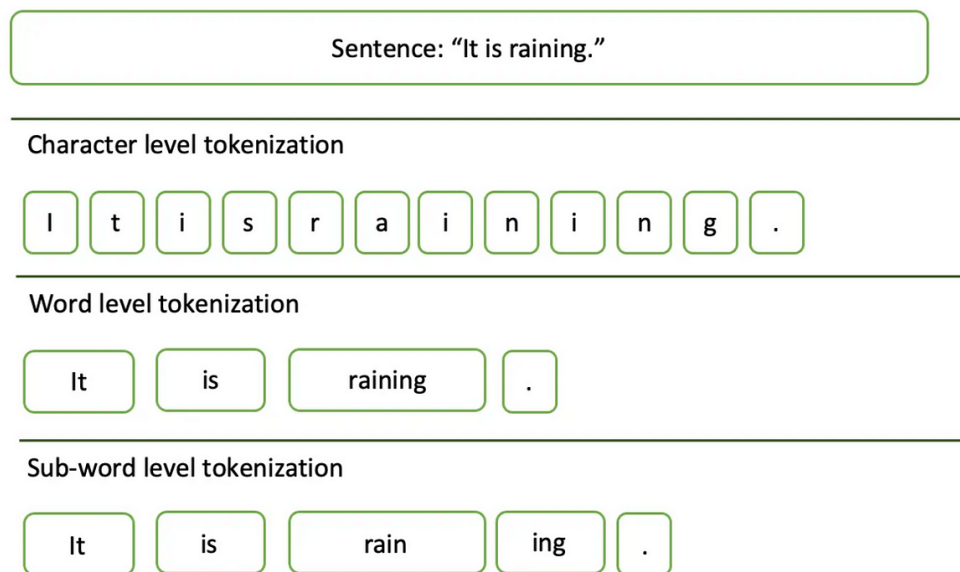 Sentence: “It is raining.”
Character level tokenization
I t i s r a i n i n g .
Word level tokenization
It is raining .
Sub-word level tokenization
It is rain ing .